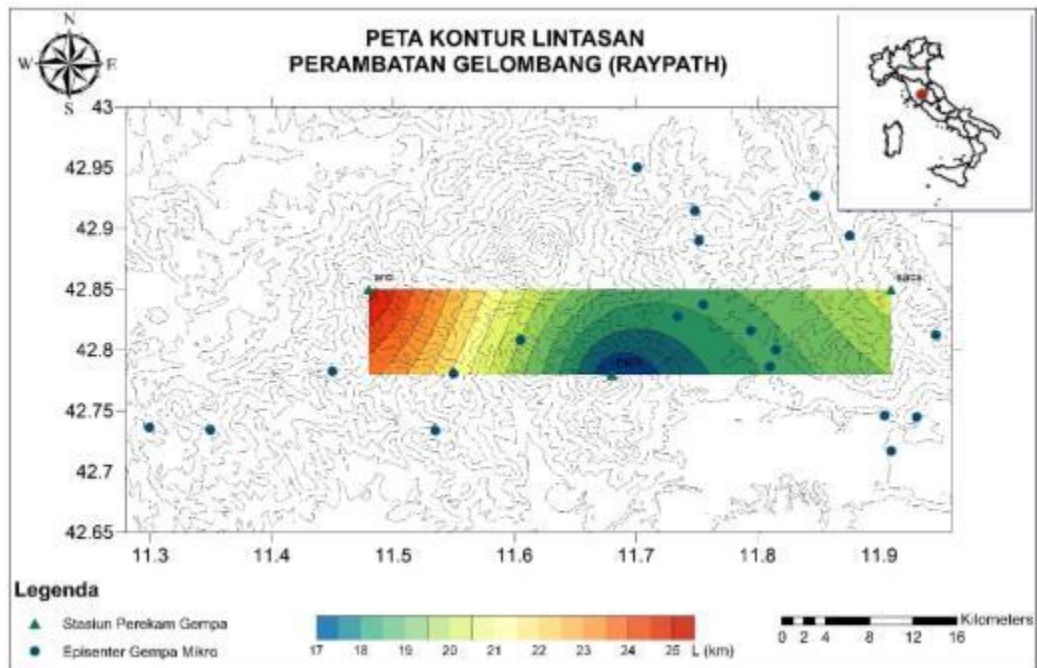 N
W E
S
PETA KONTUR LINTASAN
PERAMBATAN GELOMBANG (RAYPATH)
43
42.95
42.9
42.85
42.8
42.75
42.7
42.65
11.3 11.4 11.5 11.6 11.7 11.8 11.9
Legenda
Stasiun Perekam Gempa
Episenter Gempa Mikro
17 18 19 20 21 22 23 24 25 L (km)
Kilometers
0 2 4 8 12 16